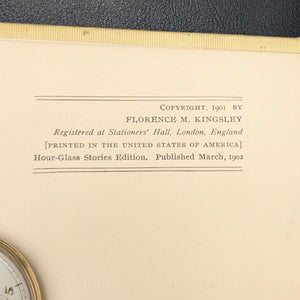 COPYRIGHT, 1901 BY
FLORENCE M. KINGSLEY
Registered at Stationers' Hall, London, England
[PRINTED IN THE UNITED STATES OF AMERICA]
Hour-Glass Stories Edition. Published March, 1902
5